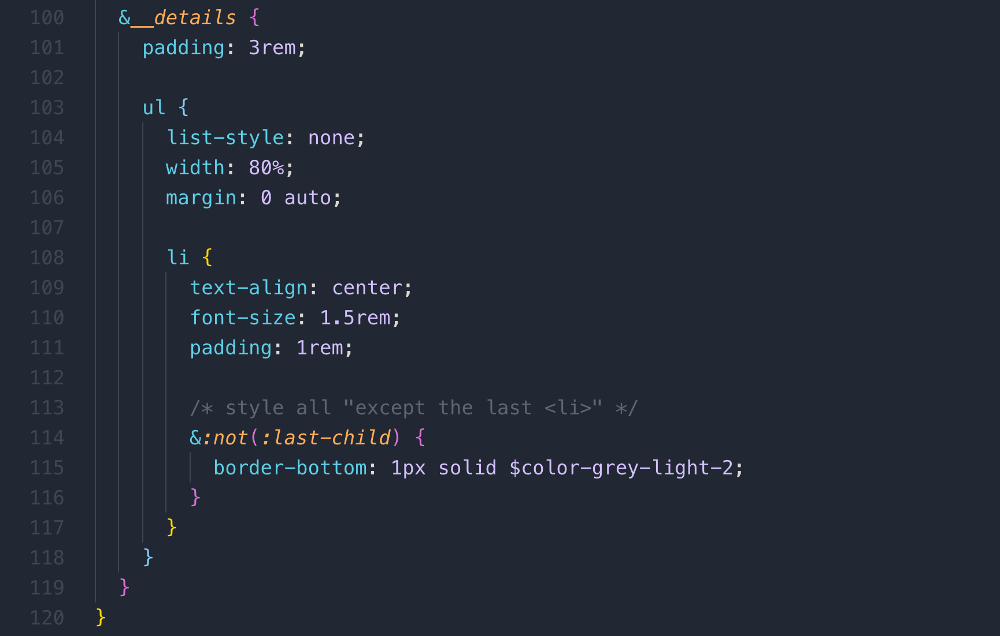 100 &__details {
101 padding: 3rem;
102
103 ul {
104 list-style: none;
105 width: 80%;
106 margin: 0 auto;
107
108 li {
109 text-align: center;
110 font-size: 1.5rem;
111 padding: 1rem;
112
113 /* style all "except the last <li>" */
114 &:not(:last-child) {
115 border-bottom: 1px solid $color-grey-light-2;
116 }
117 }
118 }
119 }
120 }